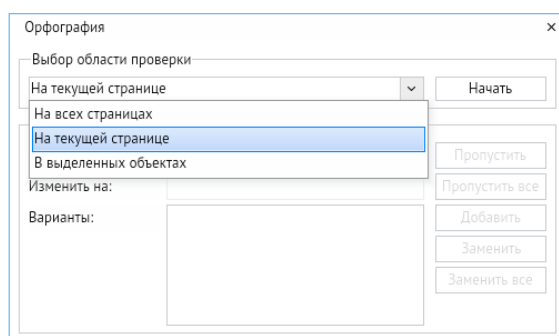 Орфография
Выбор области проверки
На текущей странице
Начать
На всех страницах
На текущей странице
В выделенных объектах
Пропустить
Изменить на:
Пропустить все
Варианты:
Добавить
Заменить
Заменить все